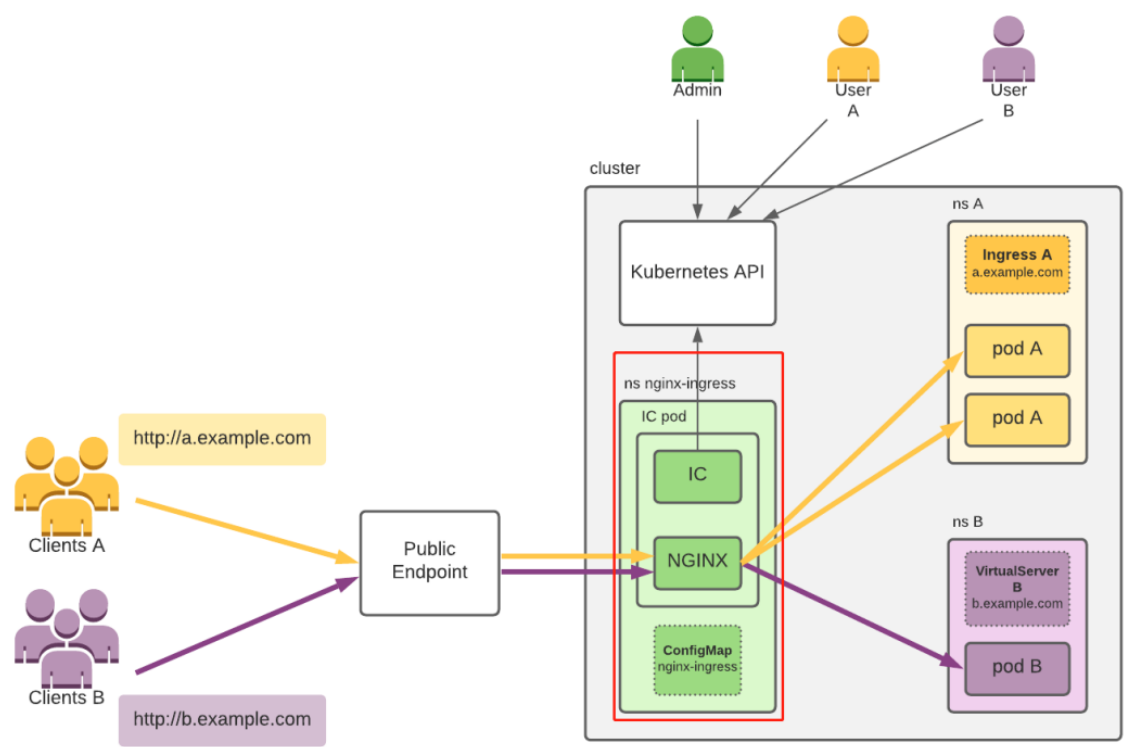 Admin
User
A
User
B
cluster
ns A
Ingress A
a.example.com
Kubernetes API
pod A
ns nginx-ingress
IC pod
pod A
http://a.example.com
IC
Clients A
Public
Endpoint
NGINX
ns B
VirtualServer
B
b.example.com
ConfigMap
nginx-ingress
pod B
Clients B
http://b.example.com